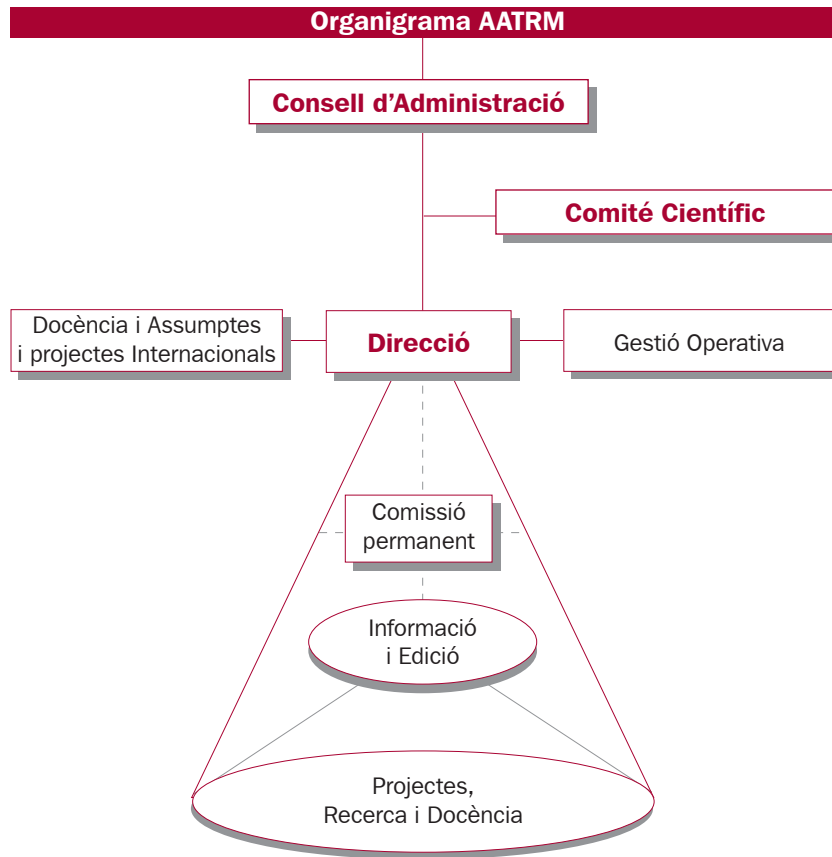 Organigrama AATRM
Consell d’Administració
Comité Científic
Docència i Assumptes
i projectes Internacionals
Direcció
Gestió Operativa
Comissió
permanent
Informació
i Edició
Projectes,
Recerca i Docència